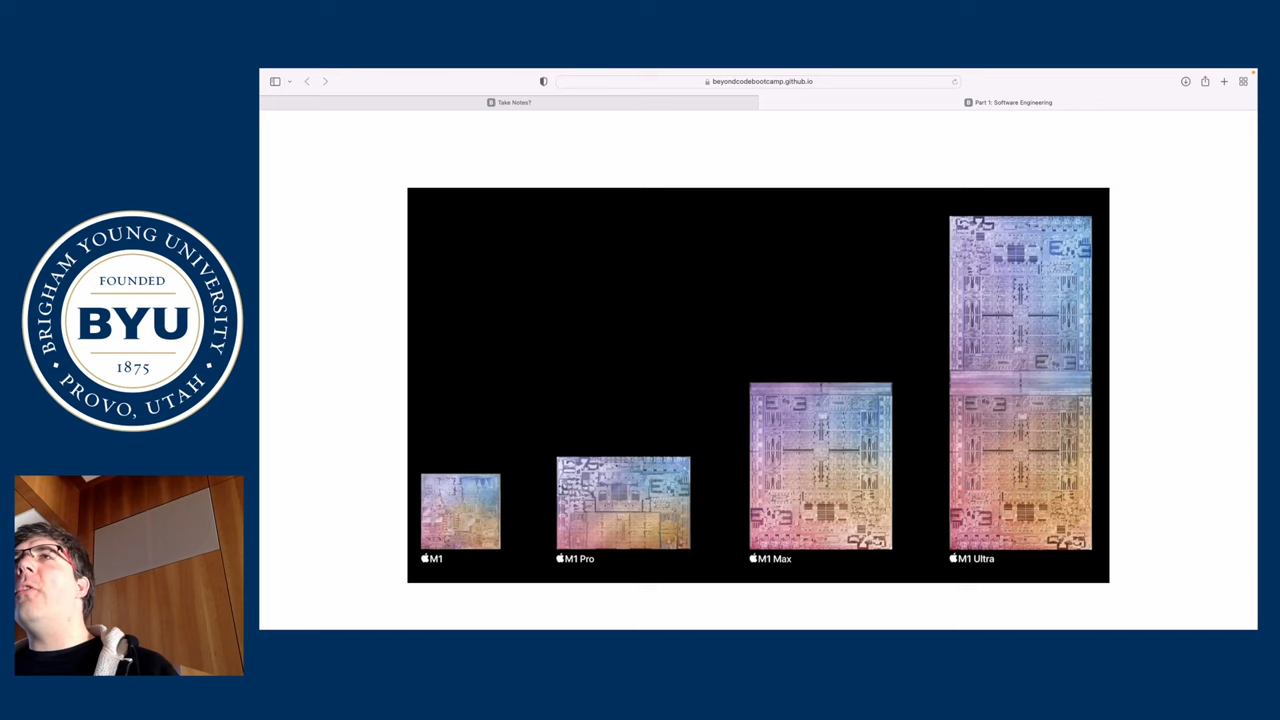 beyondcodebootcamp.github.io
B Take Notes?
B Part 1: Software Engineering
BRIGHAM YOUNG UNIVERSITY
FOUNDED
BYU
1875
PROVO, UTAH
M1
M1 Pro
M1 Max
M1 Ultra